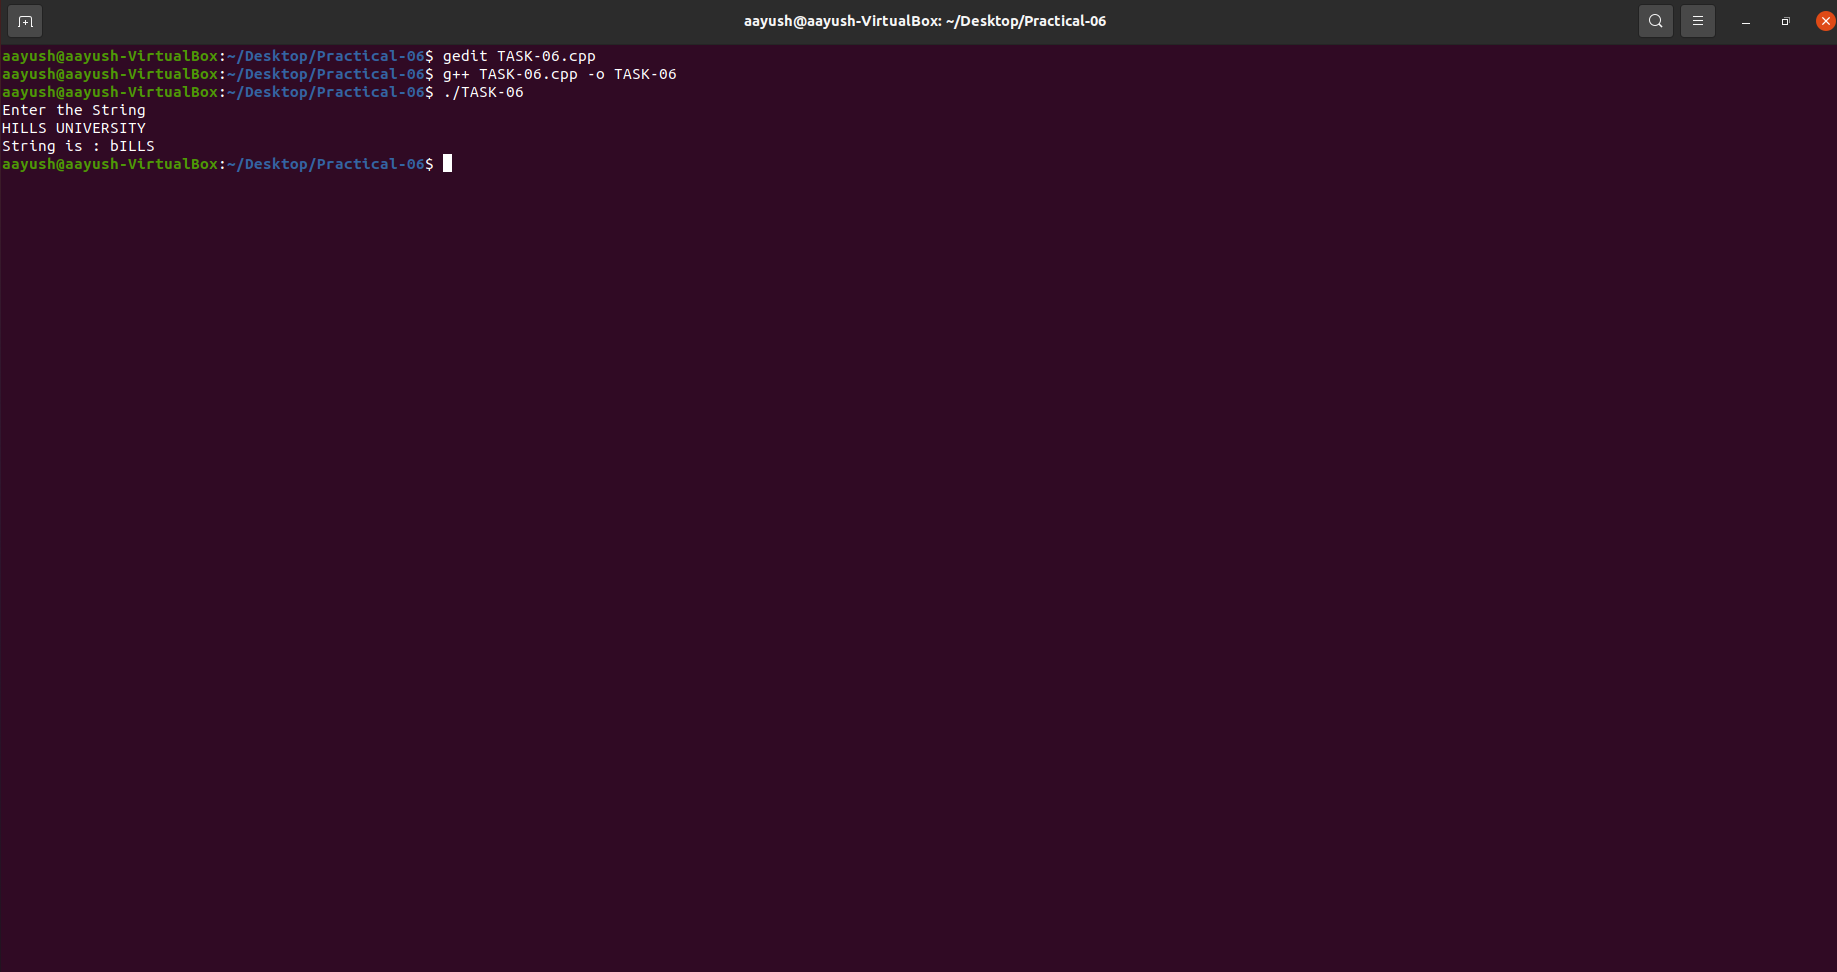 aayush@aayush-VirtualBox: ~/Desktop/Practical-06
aayush@aayush-VirtualBox:~/Desktop/Practical-06$ gedit TASK-06.cpp
aayush@aayush-VirtualBox:~/Desktop/Practical-06$ g++ TASK-06.cpp -o TASK-06
aayush@aayush-VirtualBox:~/Desktop/Practical-06$ ./TASK-06
Enter the String
HILLS UNIVERSITY
String is : bILLS
aayush@aayush-VirtualBox:~/Desktop/Practical-06$